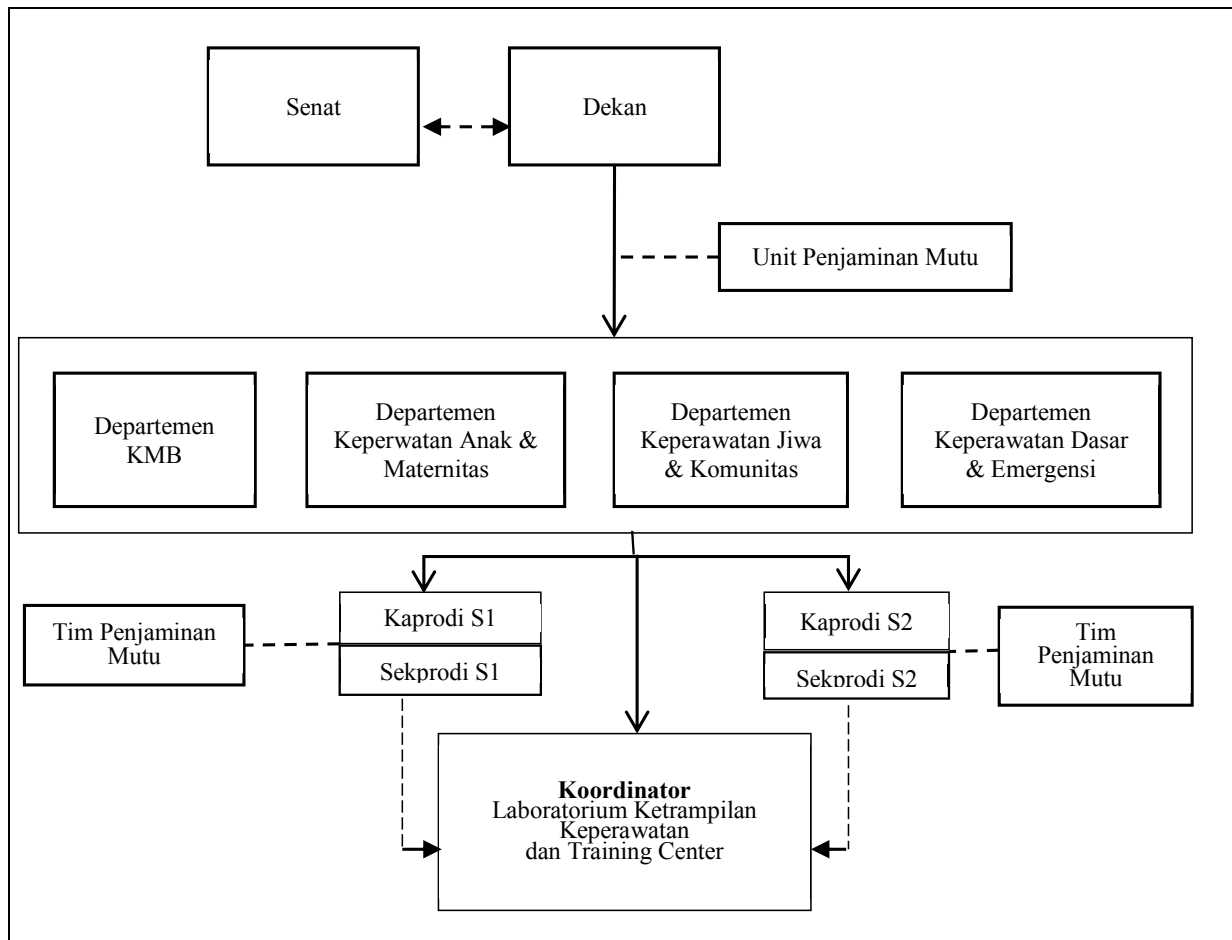 Senat
Dekan
Unit Penjaminan Mutu
Departemen
KMB
Departemen
Keperwatan Anak &
Maternitas
Departemen
Keperawatan Jiwa
& Komunitas
Departemen
Keperawatan Dasar
& Emergensi
Tim Penjaminan
Mutu
Kaprodi S1
Sekprodi S1
Kaprodi S2
Sekprodi S2
Tim
Penjaminan
Mutu
Koordinator
Laboratorium Ketrampilan
Keperawatan
dan Training Center